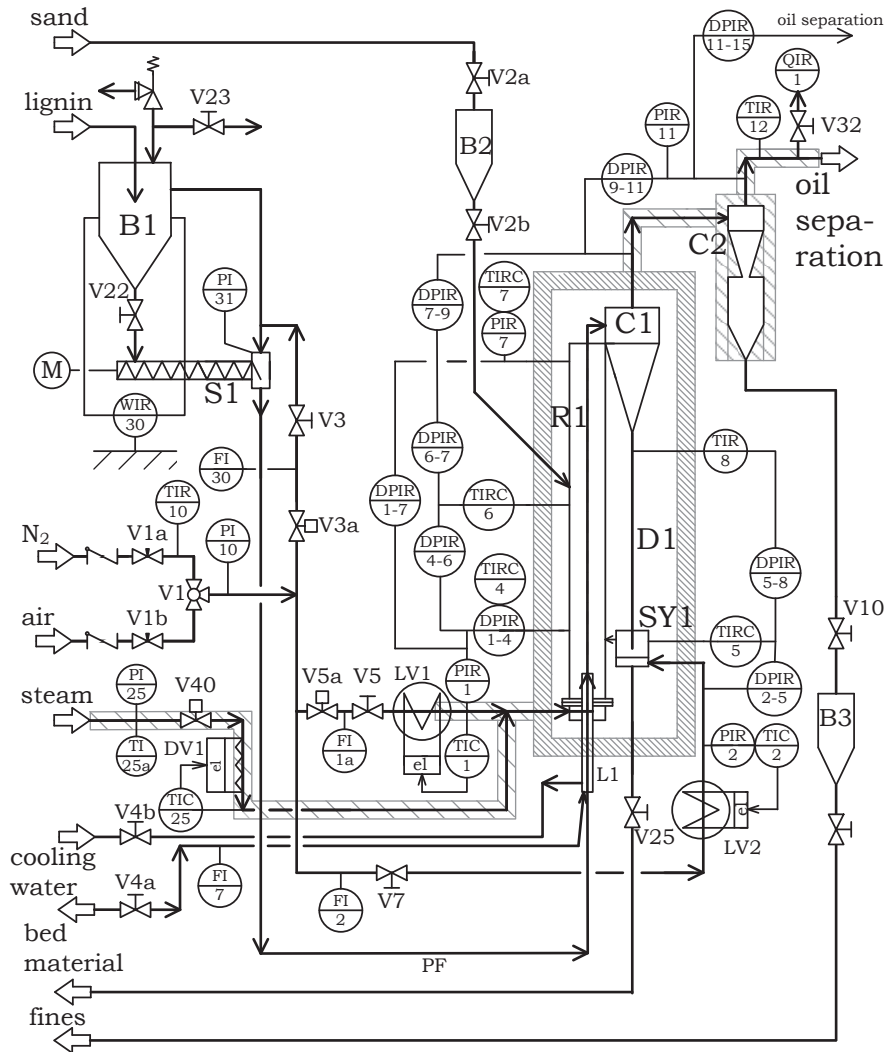 sand
DPIR
11-15
oil separation
V2a
QIR
1
lignin
V23
PIR
11
TIR
12
V32
B2
DPIR
9-11
oil
sepa-
ration
B1
V2b
C2
V22
PI
31
DPIR
7-9
TIRC
7
PIR
7
C1
M
S1
WIR
30
V3
R1
FI
30
DPIR
6-7
TIR
8
TIR
10
DPIR
1-7
TIRC
6
N2
V1a
PI
10
V3a
D1
DPIR
4-6
DPIR
5-8
V1
TIRC
4
air
V1b
DPIR
1-4
SY1
TIRC
5
V10
steam
PI
25
V40
V5a
V5
LV1
PIR
1
DPIR
2-5
B3
TI
25a
DV1
el
FI
1a
el
TIC
1
PIR
2
TIC
2
TIC
25
L1
el
V4b
V25
LV2
cooling
water
V4a
FI
7
FI
2
V7
bed
material
PF
fines